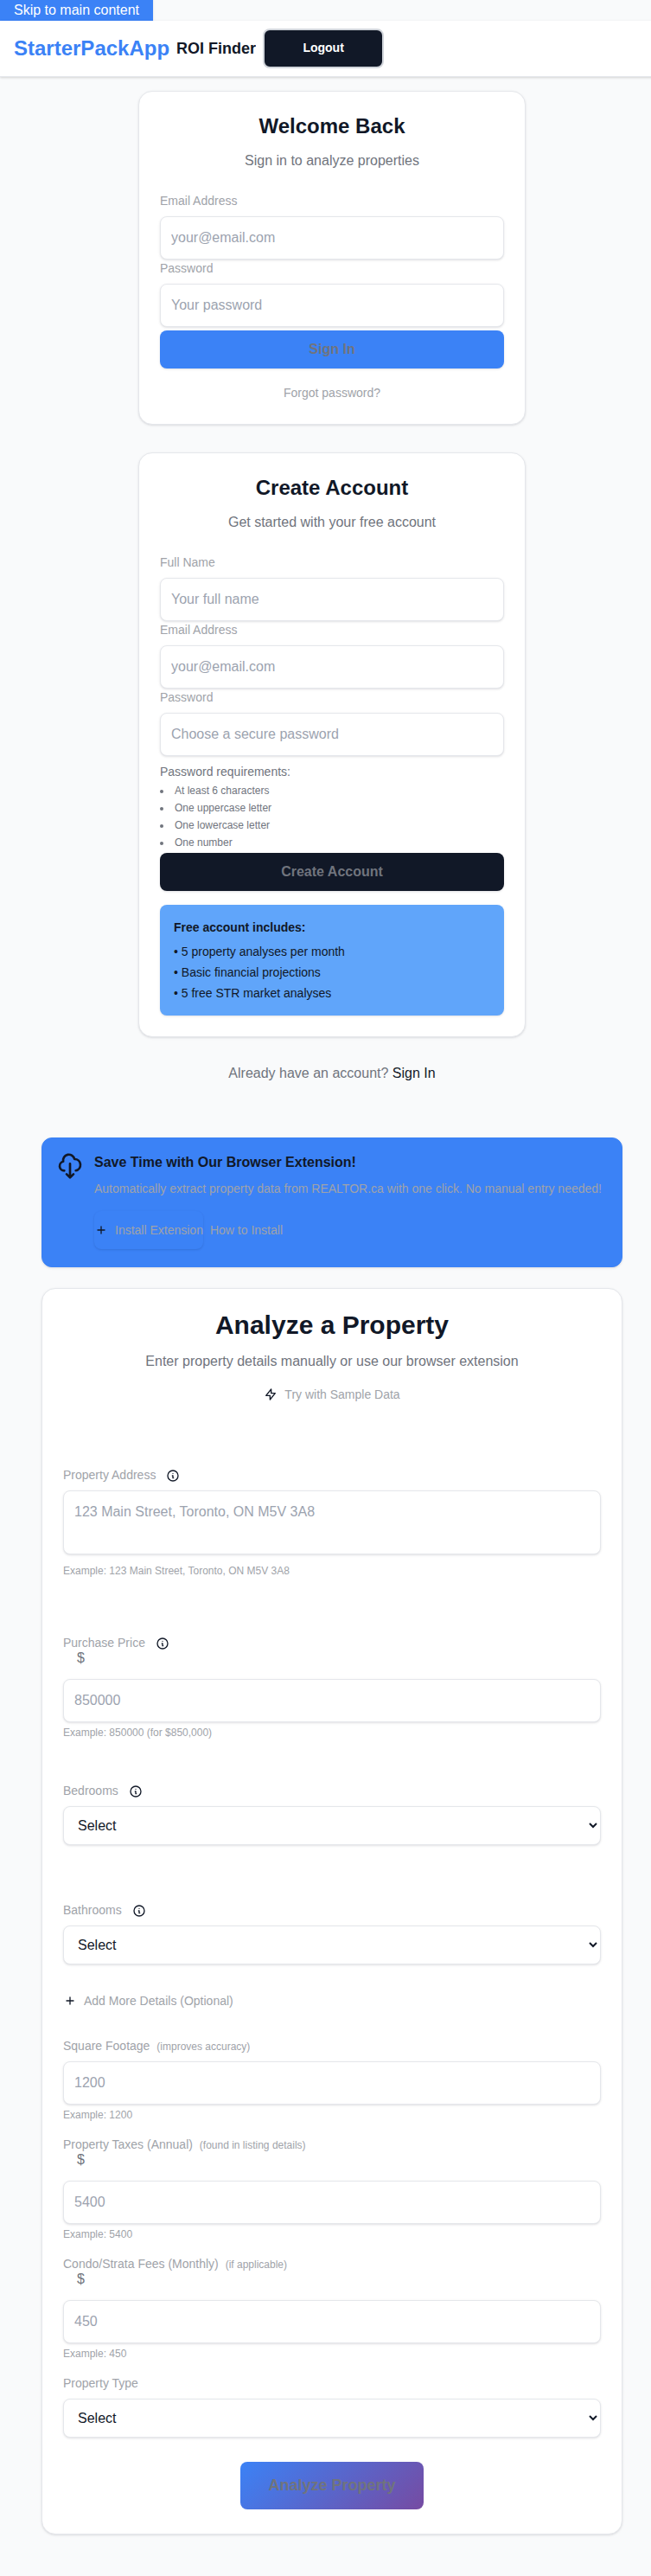 Skip to main content
StarterPackApp ROI Finder Logout
Welcome Back
Sign in to analyze properties
Email Address
your@email.com
Password
Your password
Sign In
Forgot password?
Create Account
Get started with your free account
Full Name
Your full name
Email Address
your@email.com
Password
Choose a secure password
Password requirements:
• At least 6 characters
• One uppercase letter
• One lowercase letter
• One number
Create Account
Free account includes:
• 5 property analyses per month
• Basic financial projections
• 5 free STR market analyses
Already have an account? Sign In
Save Time with Our Browser Extension!
Automatically extract property data from REALTOR.ca with one click. No manual entry needed!
Install Extension How to Install
Analyze a Property
Enter property details manually or use our browser extension
Try with Sample Data
Property Address
123 Main Street, Toronto, ON M5V 3A8
Example: 123 Main Street, Toronto, ON M5V 3A8
Purchase Price
$
850000
Example: 850000 (for $850,000)
Bedrooms
Select
Bathrooms
Select
Add More Details (Optional)
Square Footage (improves accuracy)
1200
Example: 1200
Property Taxes (Annual) (found in listing details)
$
5400
Example: 5400
Condo/Strata Fees (Monthly) (if applicable)
$
450
Example: 450
Property Type
Select
Analyze Property